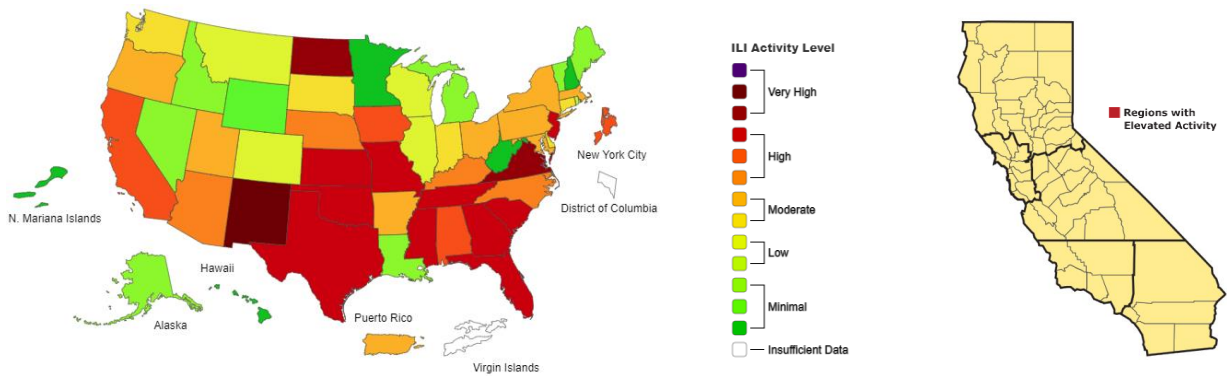 N. Mariana Islands
Alaska
Hawaii
Puerto Rico
Virgin Islands
New York City
District of Columbia
ILI Activity Level
Very High
High
Moderate
Low
Minimal
Insufficient Data
Regions with
Elevated Activity